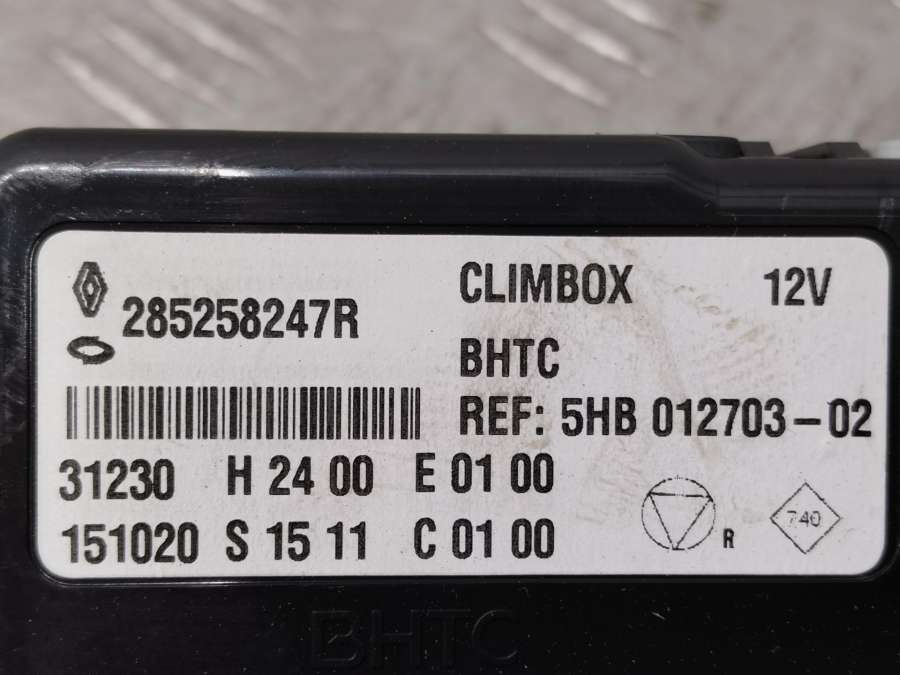 285258247R
CLIMBOX 12V
BHTC
REF: 5HB 012703-02
31230 H 24 00 E 01 00
151020 S 15 11 C 01 00
R
740
BHTC